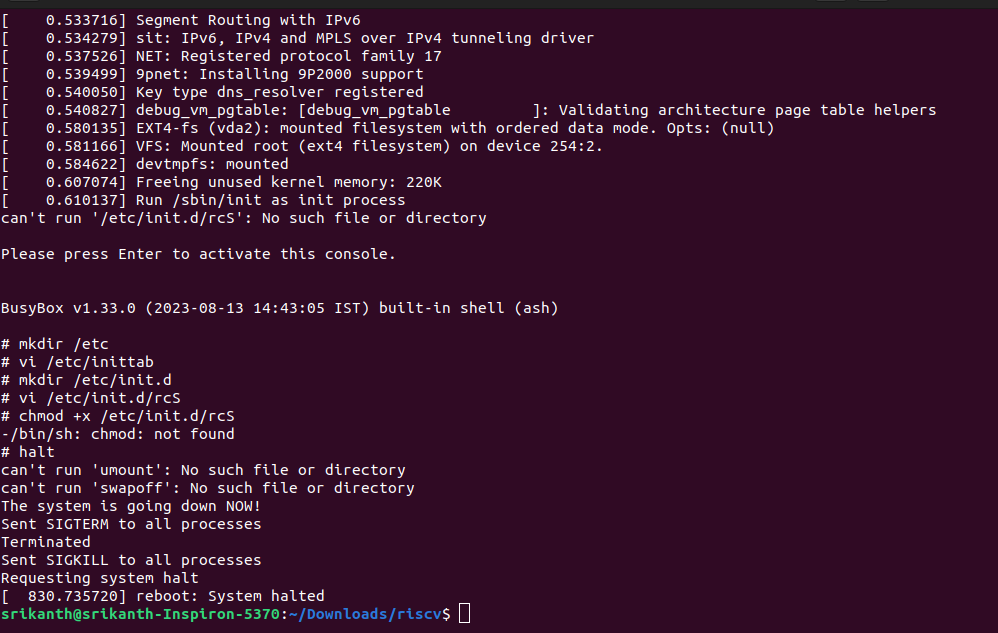 [    0.533716] Segment Routing with IPv6
[    0.534279] sit: IPv6, IPv4 and MPLS over IPv4 tunneling driver
[    0.537526] NET: Registered protocol family 17
[    0.539499] 9pnet: Installing 9P2000 support
[    0.540050] Key type dns_resolver registered
[    0.540827] debug_vm_pgtable: [debug_vm_pgtable         ]: Validating architecture page table helpers
[    0.580135] EXT4-fs (vda2): mounted filesystem with ordered data mode. Opts: (null)
[    0.581166] VFS: Mounted root (ext4 filesystem) on device 254:2.
[    0.584622] devtmpfs: mounted
[    0.607074] Freeing unused kernel memory: 220K
[    0.610137] Run /sbin/init as init process
can't run '/etc/init.d/rcS': No such file or directory
Please press Enter to activate this console.
BusyBox v1.33.0 (2023-08-13 14:43:05 IST) built-in shell (ash)
# mkdir /etc
# vi /etc/inittab
# mkdir /etc/init.d
# vi /etc/init.d/rcS
# chmod +x /etc/init.d/rcS
-/bin/sh: chmod: not found
# halt
can't run 'umount': No such file or directory
can't run 'swapoff': No such file or directory
The system is going down NOW!
Sent SIGTERM to all processes
Terminated
Sent SIGKILL to all processes
Requesting system halt
[  830.735720] reboot: System halted
srikanth@srikanth-Inspiron-5370:~/Downloads/riscv$